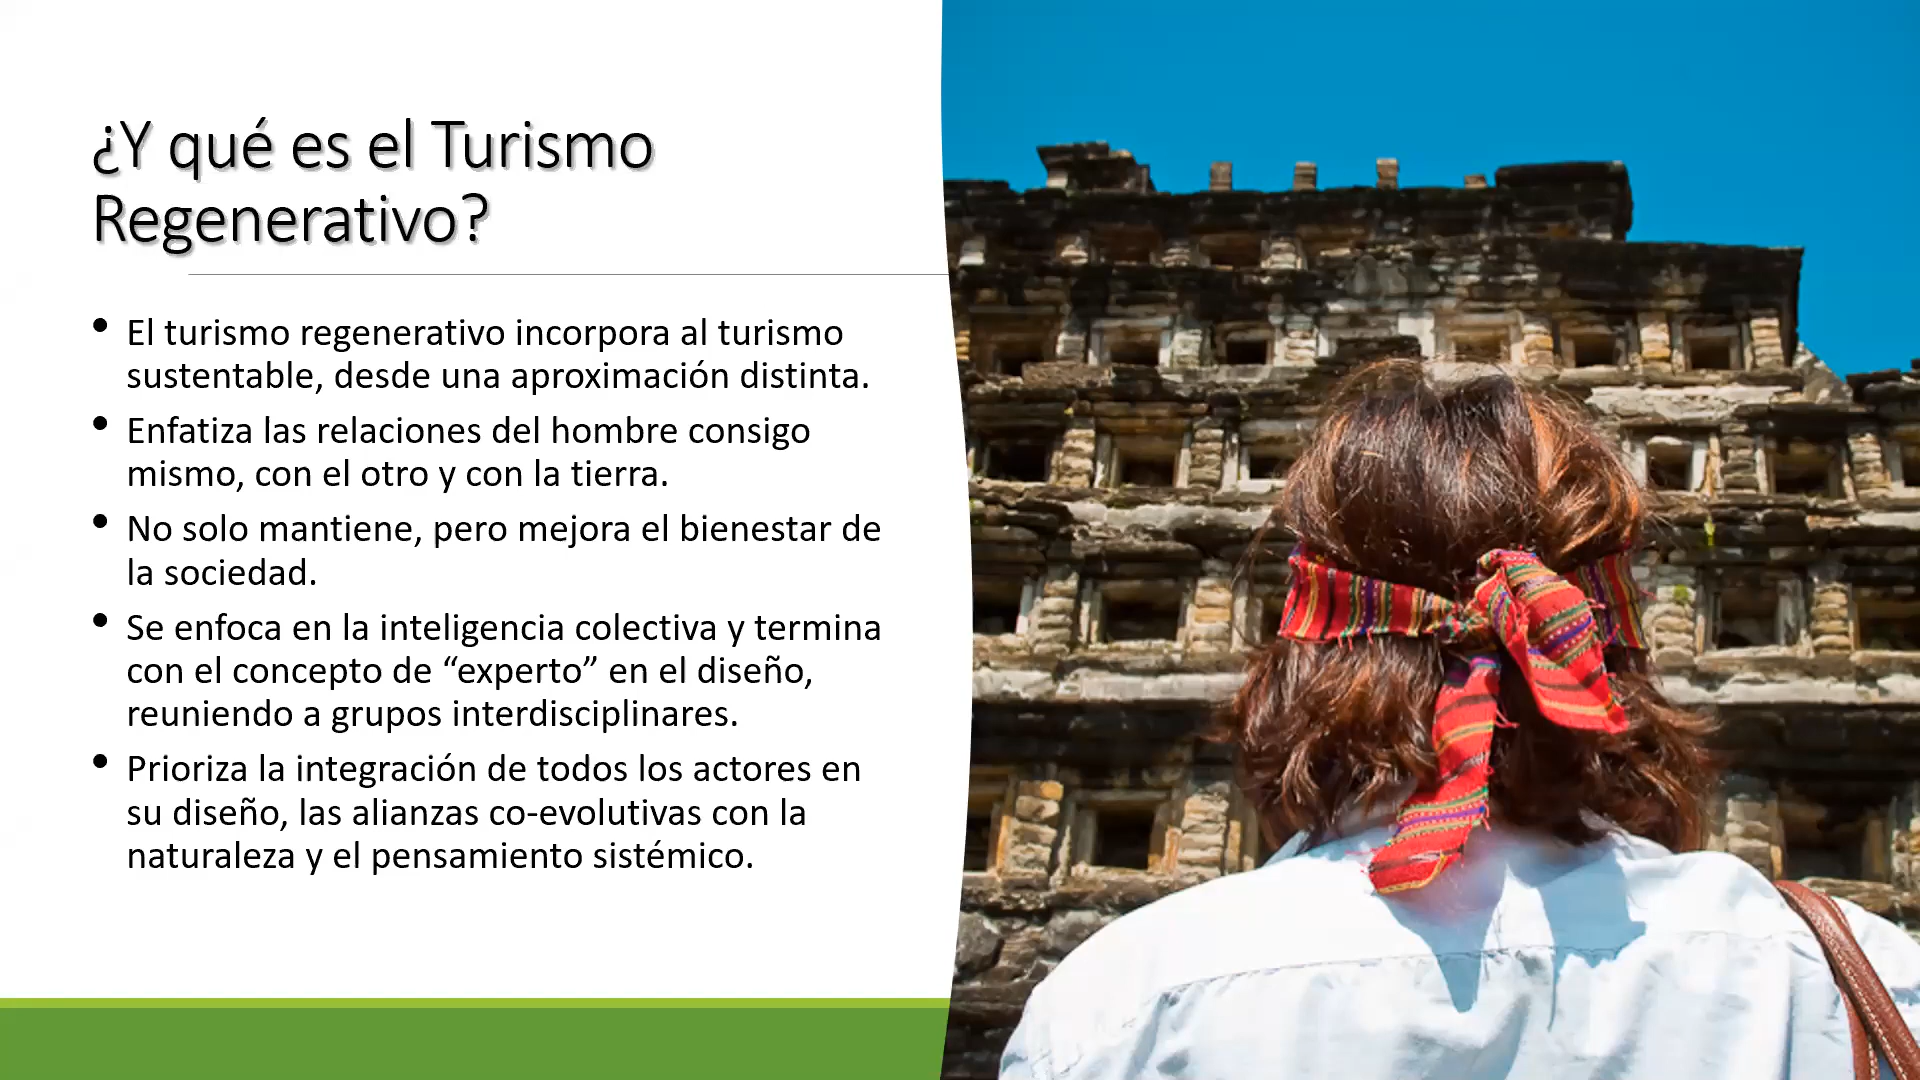 ¿Y qué es el Turismo
Regenerativo?
• El turismo regenerativo incorpora al turismo
sustentable, desde una aproximación distinta.
• Enfatiza las relaciones del hombre consigo
mismo, con el otro y con la tierra.
• No solo mantiene, pero mejora el bienestar de
la sociedad.
• Se enfoca en la inteligencia colectiva y termina
con el concepto de “experto” en el diseño,
reuniendo a grupos interdisciplinares.
• Prioriza la integración de todos los actores en
su diseño, las alianzas co-evolutivas con la
naturaleza y el pensamiento sistémico.